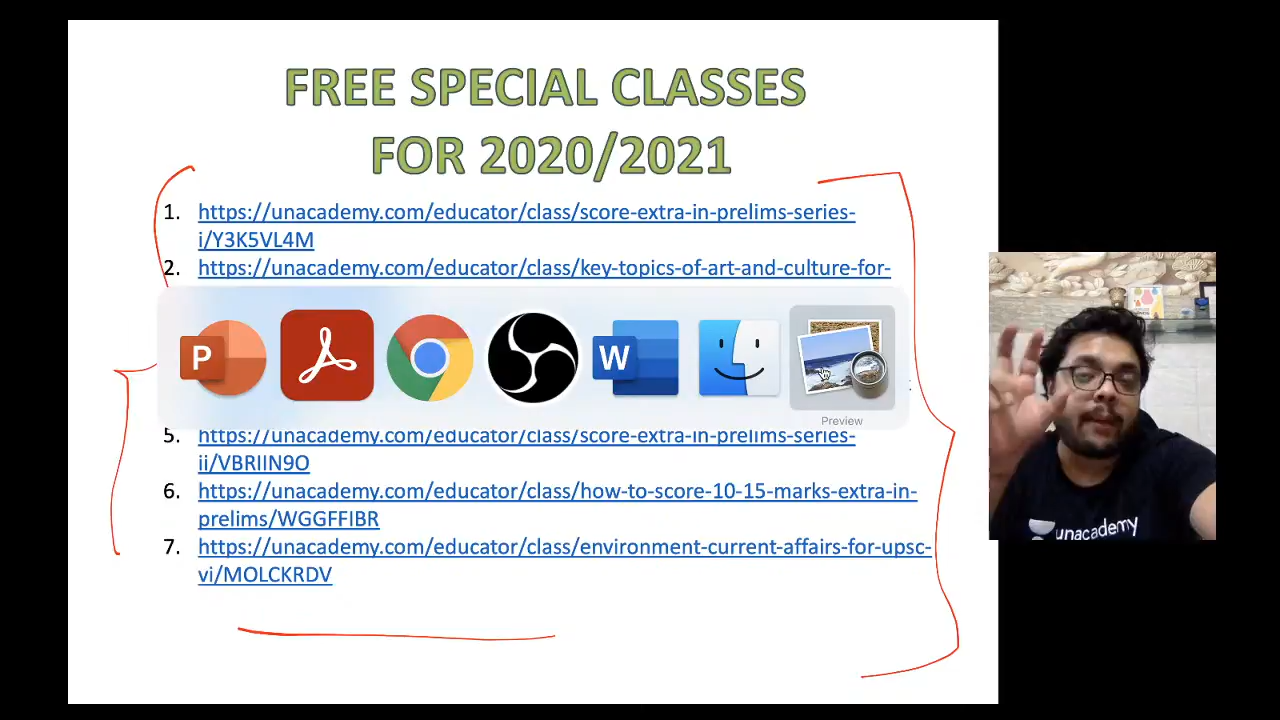 FREE SPECIAL CLASSES
FOR 2020/2021
1. https://unacademy.com/educator/class/score-extra-in-prelims-series-
i/Y3K5VL4M
2. https://unacademy.com/educator/class/key-topics-of-art-and-culture-for-
P
W
Preview
5. https://unacademy.com/educator/class/score-extra-in-prelims-series-
ii/VBRIIN9O
6. https://unacademy.com/educator/class/how-to-score-10-15-marks-extra-in-
prelims/WGGFFIBR
7. https://unacademy.com/educator/class/environment-current-affairs-for-upsc-
vi/MOLCKRDV
unacademy